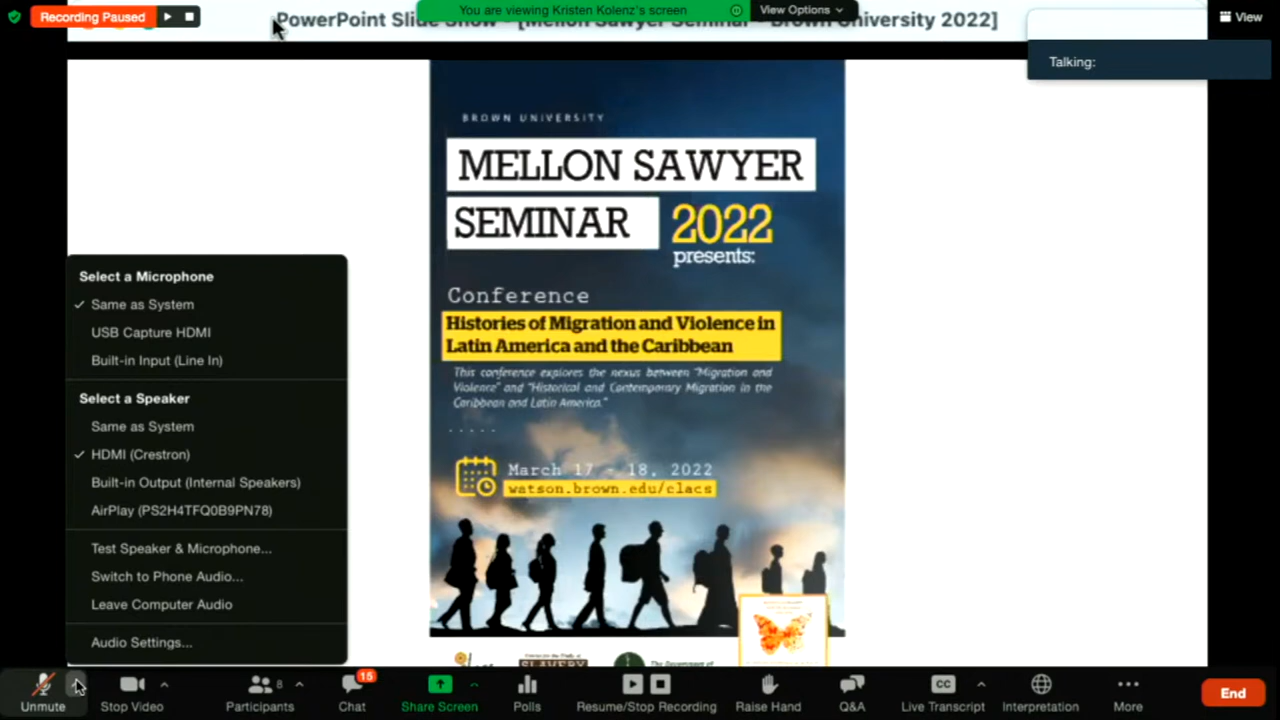 Recording Paused
PowerPoint Slide Show - [Mellon Sawyer Seminar - Brown University 2022]
You are viewing Kristen Kolenz's screen
View Options
View
Talking:
BROWN UNIVERSITY
MELLON SAWYER
SEMINAR 2022
presents:
Conference
Histories of Migration and Violence in
Latin America and the Caribbean
This conference explores the nexus between "Migration and
Violence" and "Historical and Contemporary Migration in the
Caribbean and Latin America."
March 17 - 18, 2022
watson.brown.edu/clacs
SLAVERY
The Government of
Select a Microphone
Same as System
USB Capture HDMI
Built-in Input (Line In)
Select a Speaker
Same as System
HDMI (Crestron)
Built-in Output (Internal Speakers)
AirPlay (PS2H4TFQ0B9PN78)
Test Speaker & Microphone...
Switch to Phone Audio...
Leave Computer Audio
Audio Settings...
Unmute
Stop Video
8
Participants
15
Chat
Share Screen
Polls
Resume/Stop Recording
Raise Hand
Q&A
CC
Live Transcript
Interpretation
More
End